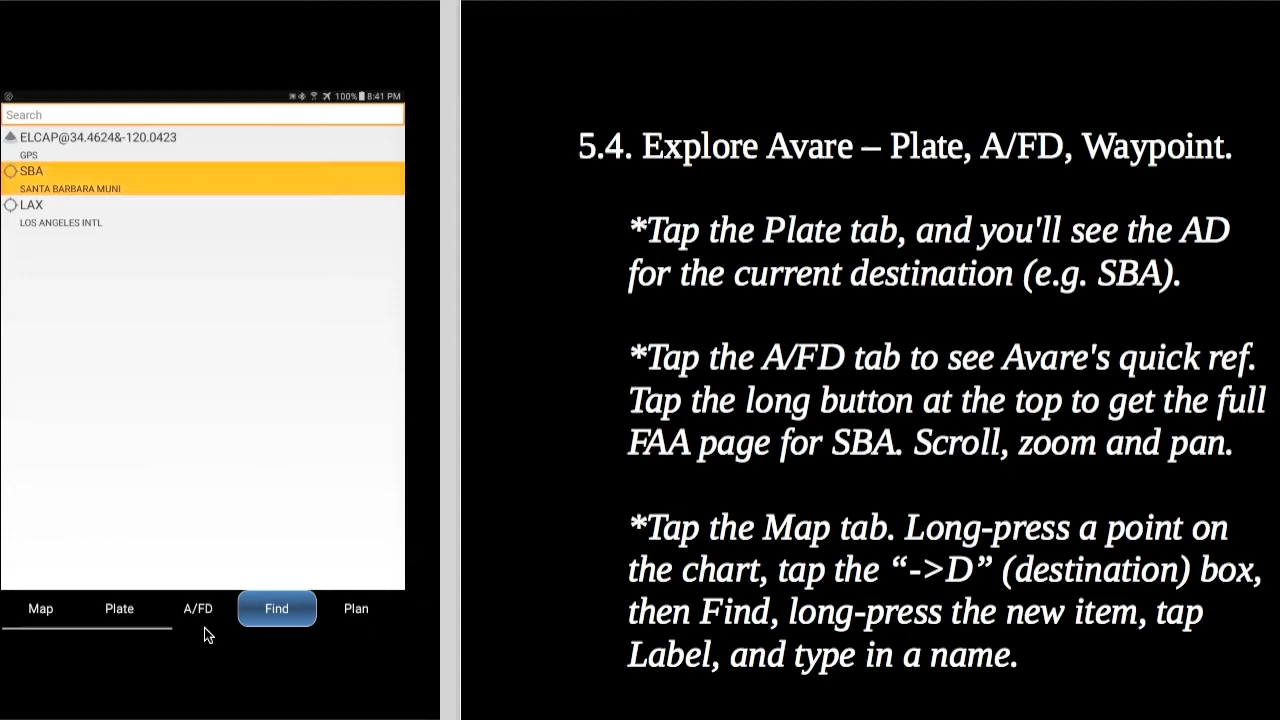 100% 8:41 PM
Search
ELCAP@34.4624&-120.0423
GPS
SBA
SANTA BARBARA MUNI
LAX
LOS ANGELES INTL
Map Plate A/FD Find Plan
5.4. Explore Avare – Plate, A/FD, Waypoint.
*Tap the Plate tab, and you'll see the AD
for the current destination (e.g. SBA).
*Tap the A/FD tab to see Avare's quick ref.
Tap the long button at the top to get the full
FAA page for SBA. Scroll, zoom and pan.
*Tap the Map tab. Long-press a point on
the chart, tap the “->D” (destination) box,
then Find, long-press the new item, tap
Label, and type in a name.